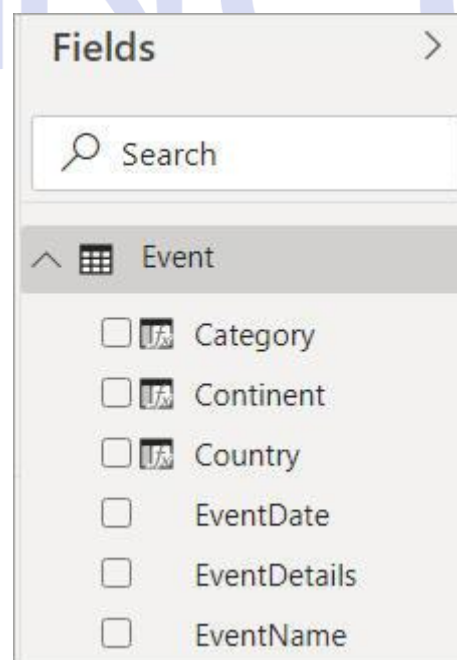 Fields
Search
Event
Category
Continent
Country
EventDate
EventDetails
EventName